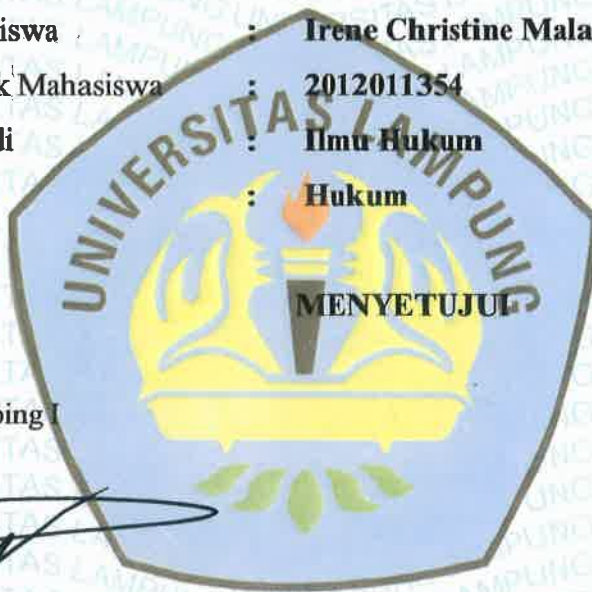 iswa : Irene Christine Mala
k Mahasiswa : 2012011354
di : Ilmu Hukum
: Hukum
UNIVERSITAS LAMPUNG
MENYETUJUI
bing I